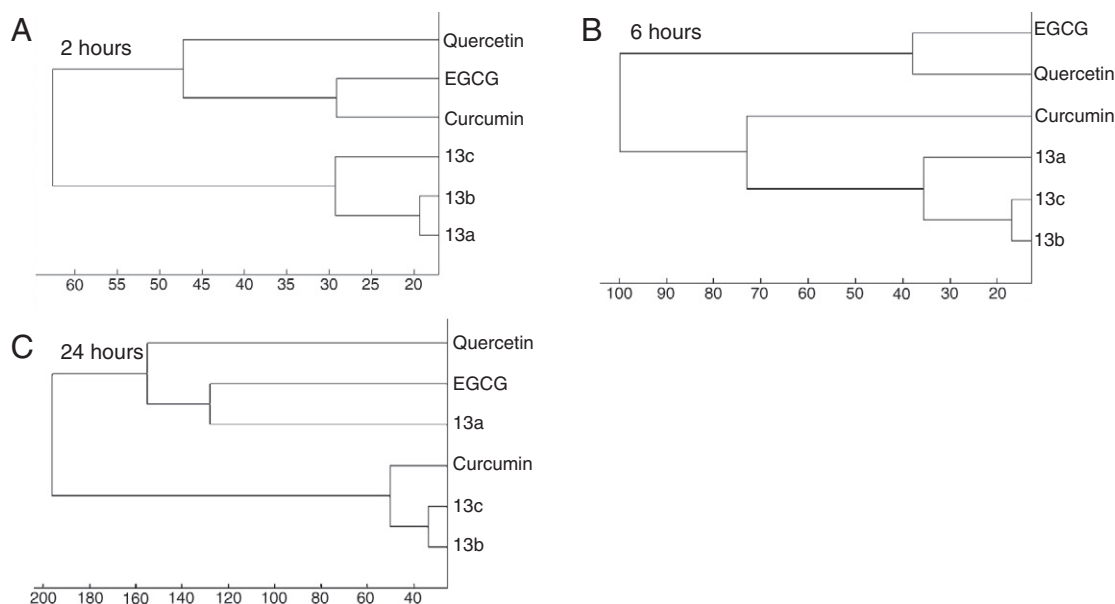 A
2 hours
Quercetin
EGCG
Curcumin
13c
13b
13a
60 55 50 45 40 35 30 25 20
B
6 hours
EGCG
Quercetin
Curcumin
13a
13c
13b
100 90 80 70 60 50 40 30 20
C
24 hours
Quercetin
EGCG
13a
Curcumin
13c
13b
200 180 160 140 120 100 80 60 40